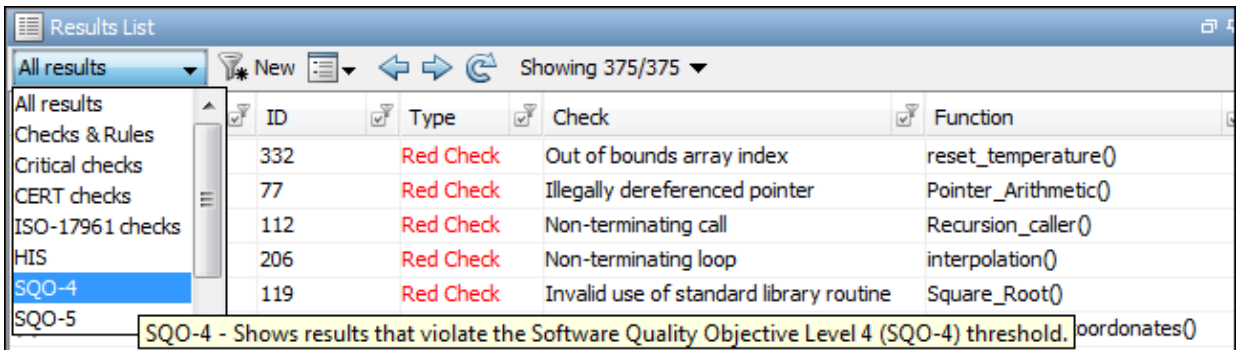 Results List
All results New Showing 375/375
All results
Checks & Rules
Critical checks
CERT checks
ISO-17961 checks
HIS
SQO-4
SQO-5
ID Type Check Function
332 Red Check Out of bounds array index reset_temperature()
77 Red Check Illegally dereferenced pointer Pointer_Arithmetic()
112 Red Check Non-terminating call Recursion_caller()
206 Red Check Non-terminating loop interpolation()
119 Red Check Invalid use of standard library routine Square_Root()
SQO-4 - Shows results that violate the Software Quality Objective Level 4 (SQO-4) threshold. oordonates()